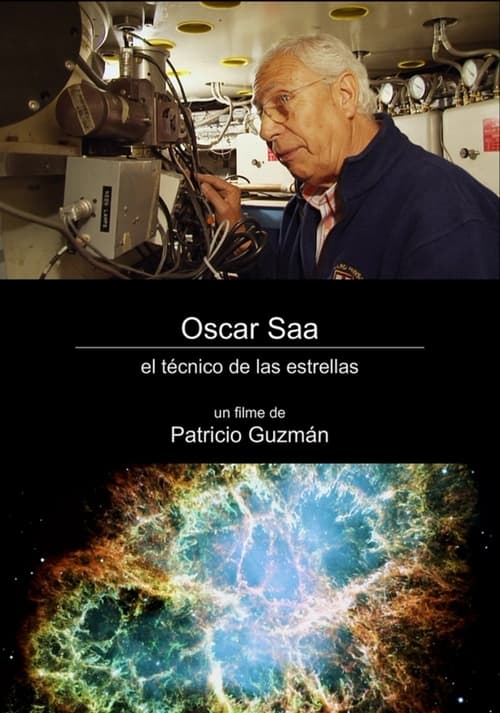 Oscar Saa
el técnico de las estrellas
un filme de
Patricio Guzmán